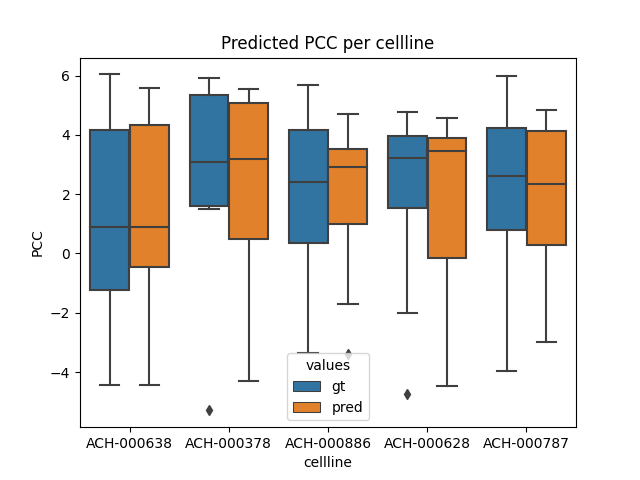 Predicted PCC per cellline
PCC
6
4
2
0
−2
−4
values
gt
pred
ACH-000638 ACH-000378 ACH-000886 ACH-000628 ACH-000787
cellline